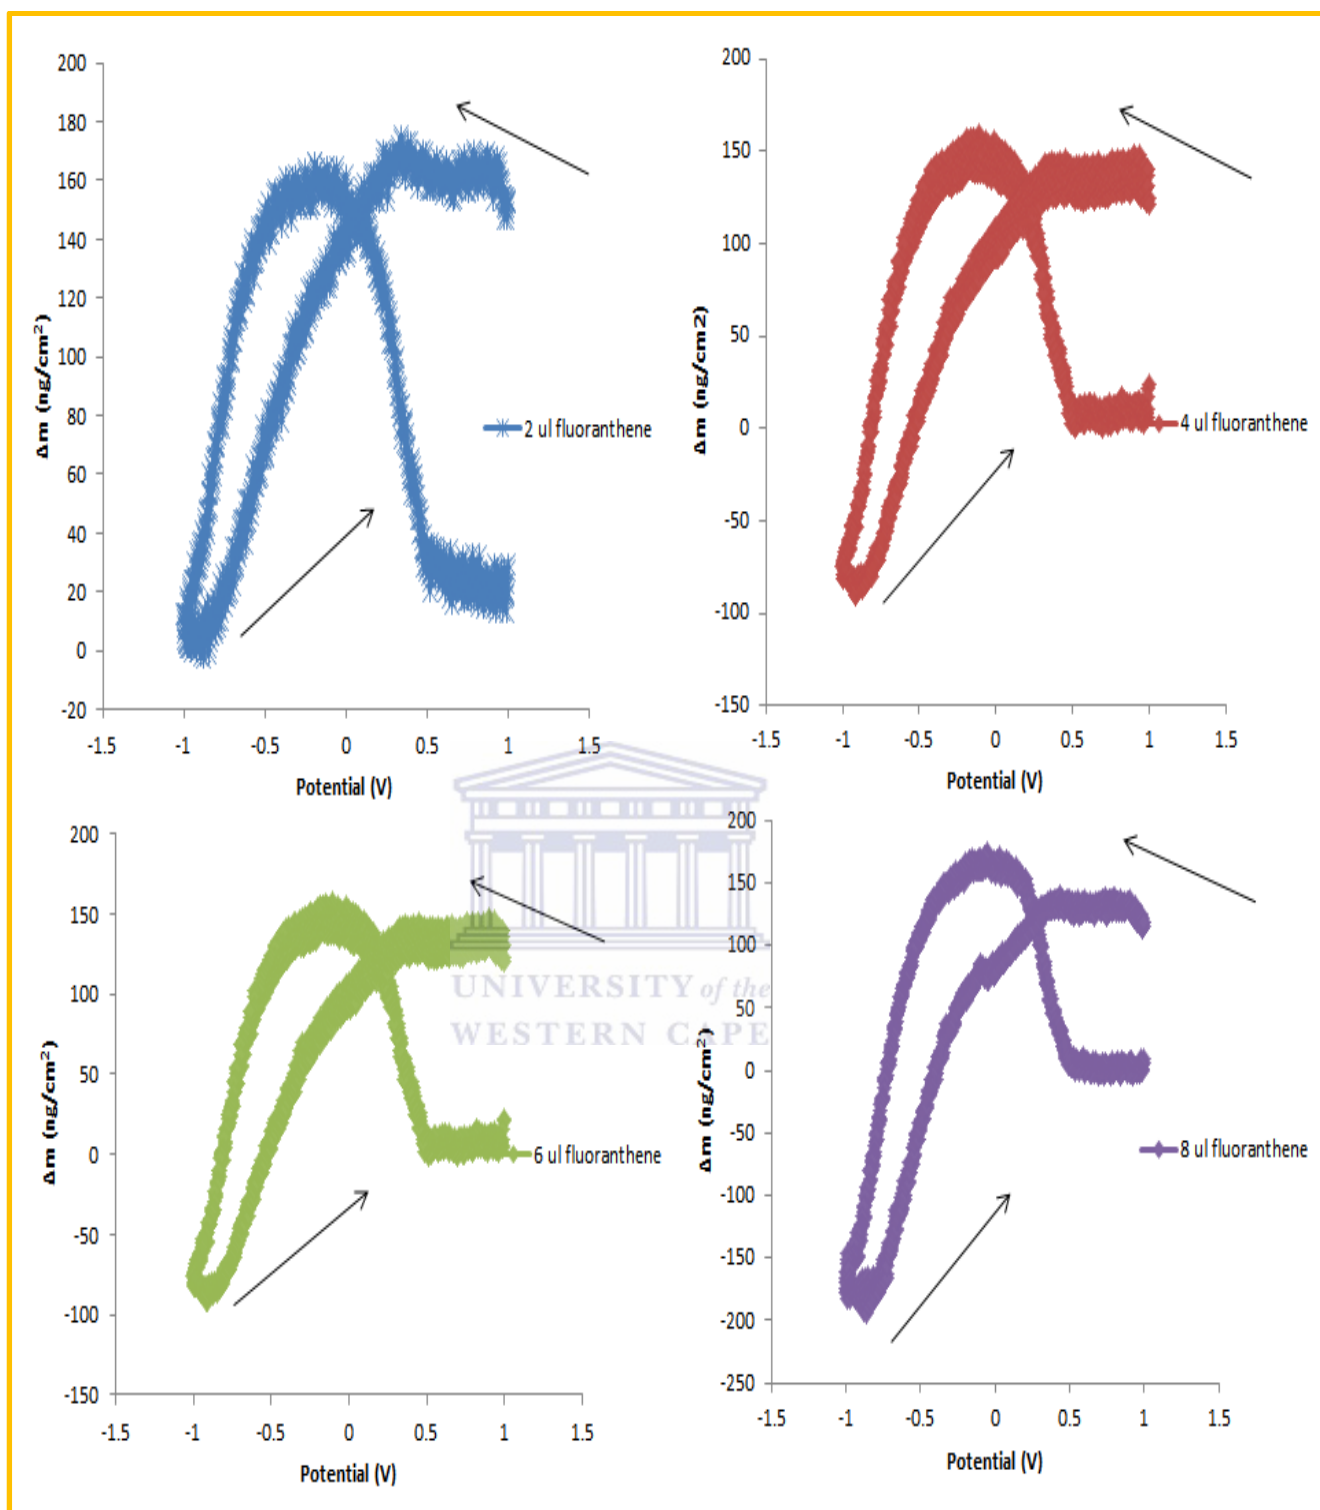 200
180
160
140
120
100
80
60
40
20
0
-20
-1.5 -1 -0.5 0 0.5 1 1.5
Δm (ng/cm²)
Potential (V)
2 ul fluoranthene
200
150
100
50
0
-50
-100
-150
-1.5 -1 -0.5 0 0.5 1 1.5
Δm (ng/cm2)
Potential (V)
4 ul fluoranthene
200
150
100
50
0
-50
-100
-150
-1.5 -1 -0.5 0 0.5 1 1.5
Δm (ng/cm²)
Potential (V)
6 ul fluoranthene
UNIVERSITY of the
WESTERN CAPE
200
150
100
50
0
-50
-100
-150
-200
-250
-1.5 -1 -0.5 0 0.5 1 1.5
Δm (ng/cm²)
Potential (V)
8 ul fluoranthene